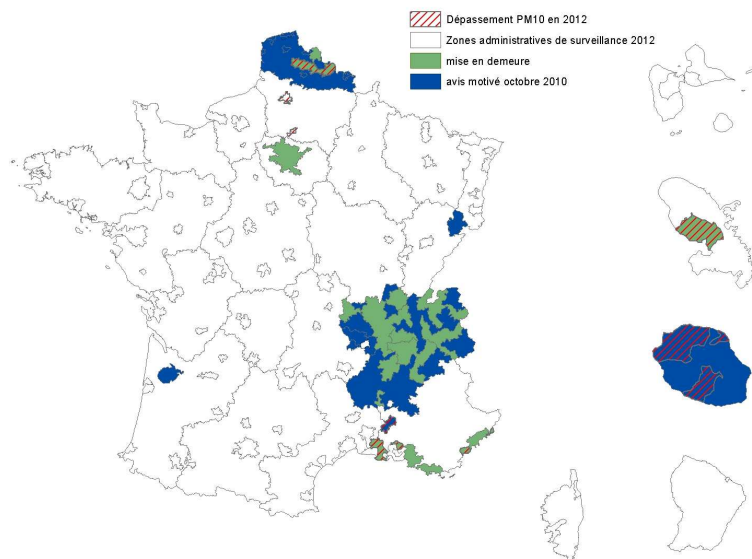 Dépassement PM10 en 2012
Zones administratives de surveillance 2012
mise en demeure
avis motivé octobre 2010